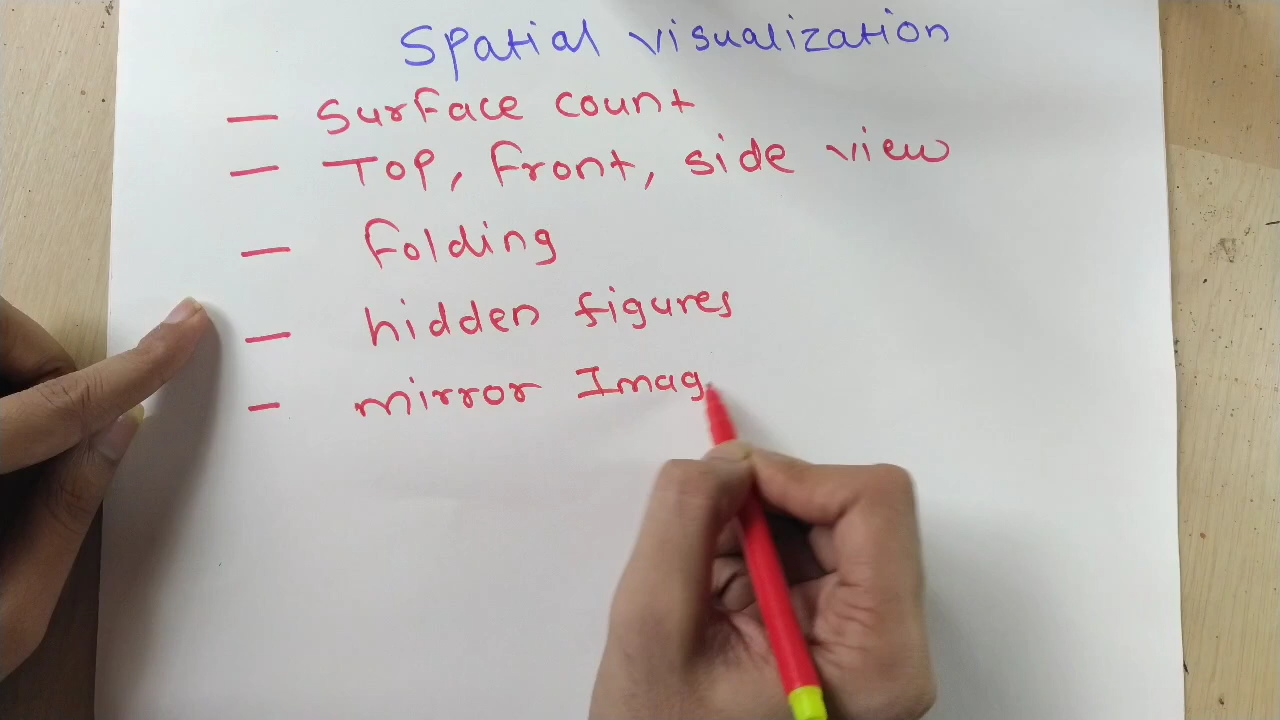 Spatial visualization
— Surface count
— Top, front, side view
— folding
— hidden figures
— mirror Imag